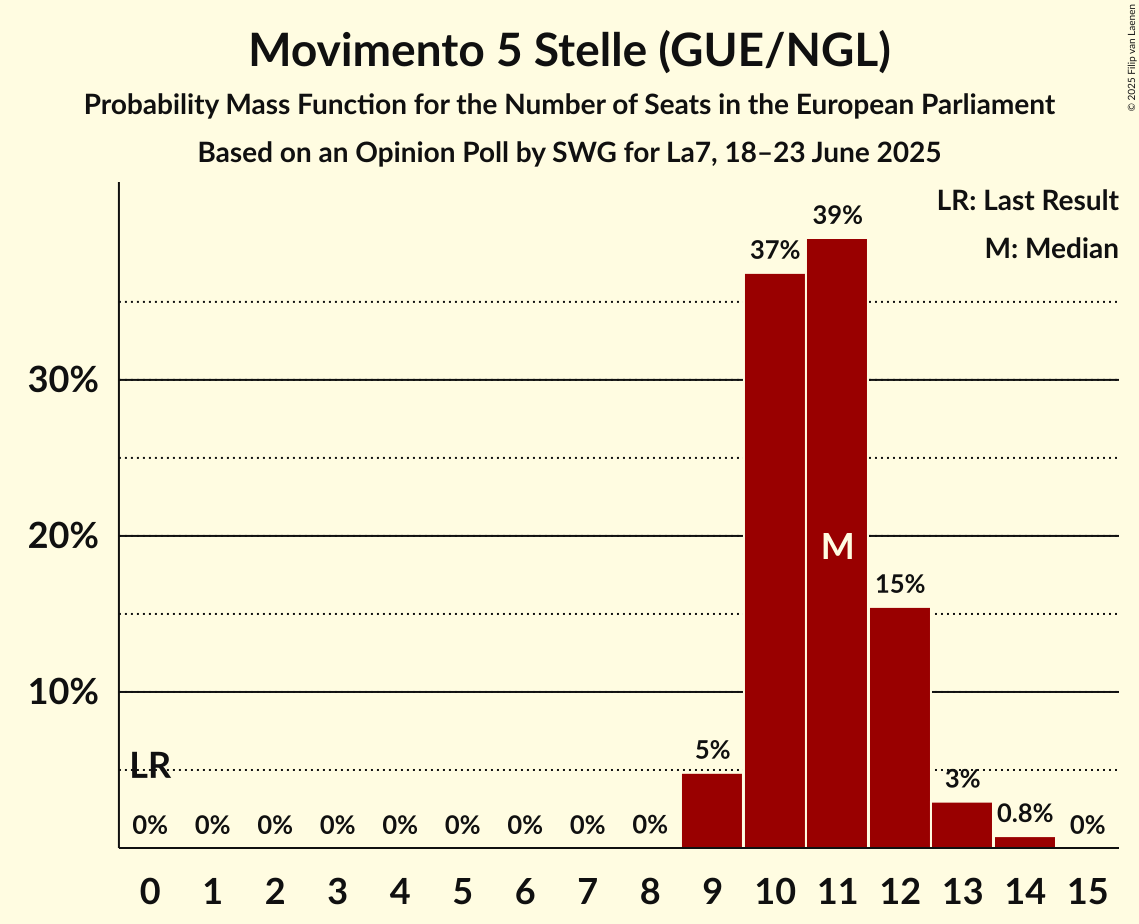 Movimento 5 Stelle (GUE/NGL)
Probability Mass Function for the Number of Seats in the European Parliament
Based on an Opinion Poll by SWG for La7, 18–23 June 2025
© 2025 Filip van Laenen
LR: Last Result
M: Median
39%
37%
30%
20%
M
15%
10%
LR
5%
3%
0.8%
0% 0% 0% 0% 0% 0% 0% 0% 0% 0%
0 1 2 3 4 5 6 7 8 9 10 11 12 13 14 15